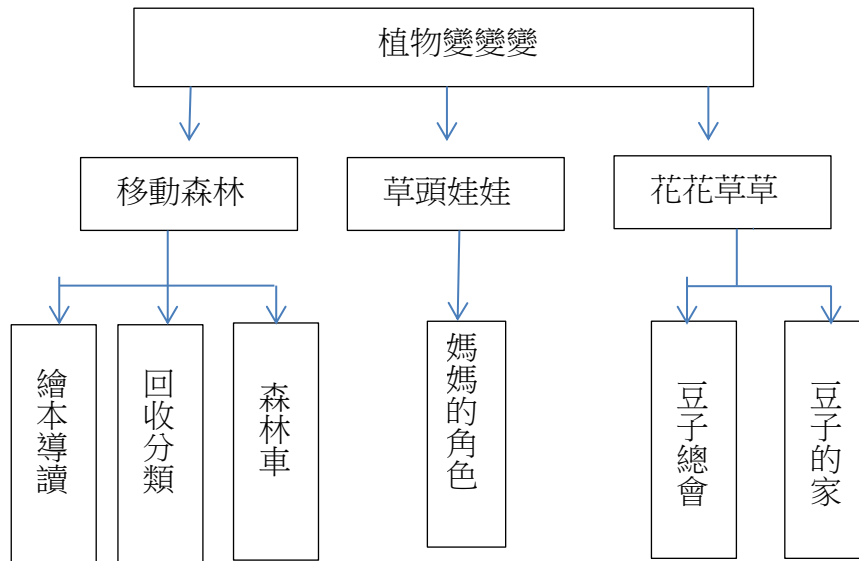 植物變變變
移動森林
草頭娃娃
花花草草
繪本導讀
回收分類
森林車
媽媽的角色
豆子總會
豆子的家